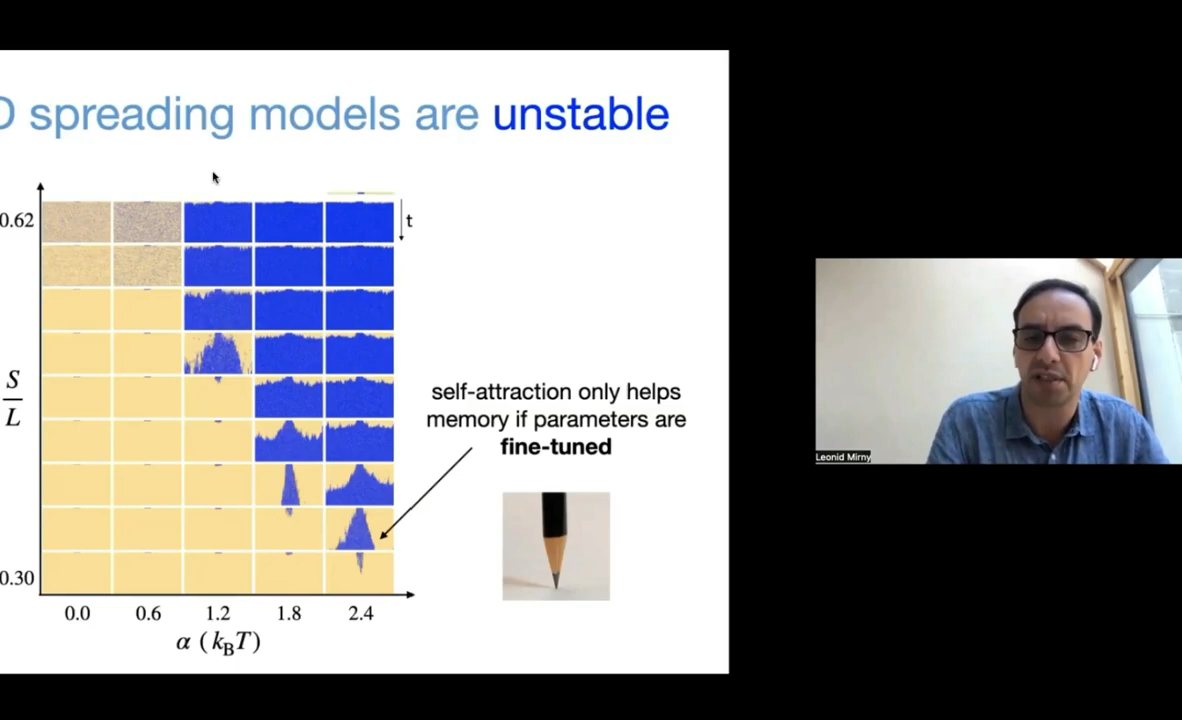 D spreading models are unstable
0.62
t
S
L
self-attraction only helps
memory if parameters are
fine-tuned
0.30
0.0 0.6 1.2 1.8 2.4
α (k_BT)
Leonid Mirny